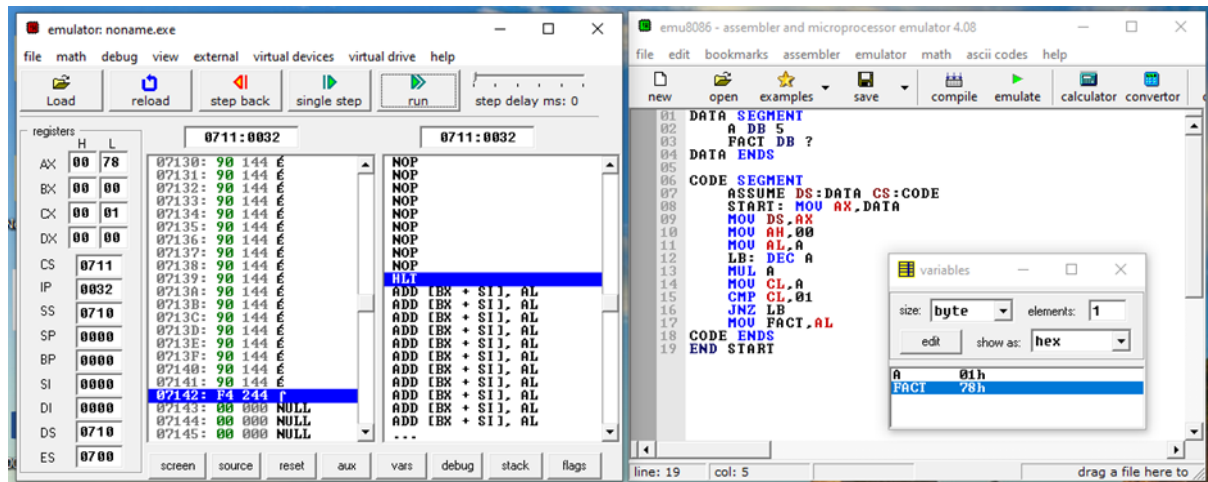 emulator: noname.exe
file math debug view external virtual devices virtual drive help
Load reload step back single step run step delay ms: 0
registers
H L
0711:0032 0711:0032
AX 00 78
BX 00 00
CX 00 01
DX 00 00
CS 0711
IP 0032
SS 0710
SP 0000
BP 0000
SI 0000
DI 0000
DS 0710
ES 0700
07130: 90 144 É
07131: 90 144 É
07132: 90 144 É
07133: 90 144 É
07134: 90 144 É
07135: 90 144 É
07136: 90 144 É
07137: 90 144 É
07138: 90 144 É
07139: 90 144 É
0713A: 90 144 É
0713B: 90 144 É
0713C: 90 144 É
0713D: 90 144 É
0713E: 90 144 É
0713F: 90 144 É
07140: 90 144 É
07141: 90 144 É
07142: F4 244 ⌠
07143: 00 000 NULL
07144: 00 000 NULL
07145: 00 000 NULL
NOP
NOP
NOP
NOP
NOP
NOP
NOP
NOP
NOP
HLT
ADD [BX + SI], AL
ADD [BX + SI], AL
ADD [BX + SI], AL
ADD [BX + SI], AL
ADD [BX + SI], AL
ADD [BX + SI], AL
ADD [BX + SI], AL
ADD [BX + SI], AL
ADD [BX + SI], AL
ADD [BX + SI], AL
ADD [BX + SI], AL
...
screen source reset aux vars debug stack flags
emu8086 - assembler and microprocessor emulator 4.08
file edit bookmarks assembler emulator math ascii codes help
new open examples save compile emulate calculator convertor
01 DATA SEGMENT
02 A DB 5
03 FACT DB ?
04 DATA ENDS
05
06 CODE SEGMENT
07 ASSUME DS:DATA CS:CODE
08 START: MOV AX,DATA
09 MOV DS,AX
10 MOV AH,00
11 MOV AL,A
12 LB: DEC A
13 MUL A
14 MOV CL,A
15 CMP CL,01
16 JNZ LB
17 MOV FACT,AL
18 CODE ENDS
19 END START
variables
size: byte elements: 1
edit show as: hex
A 01h
FACT 78h
line: 19 col: 5 drag a file here to